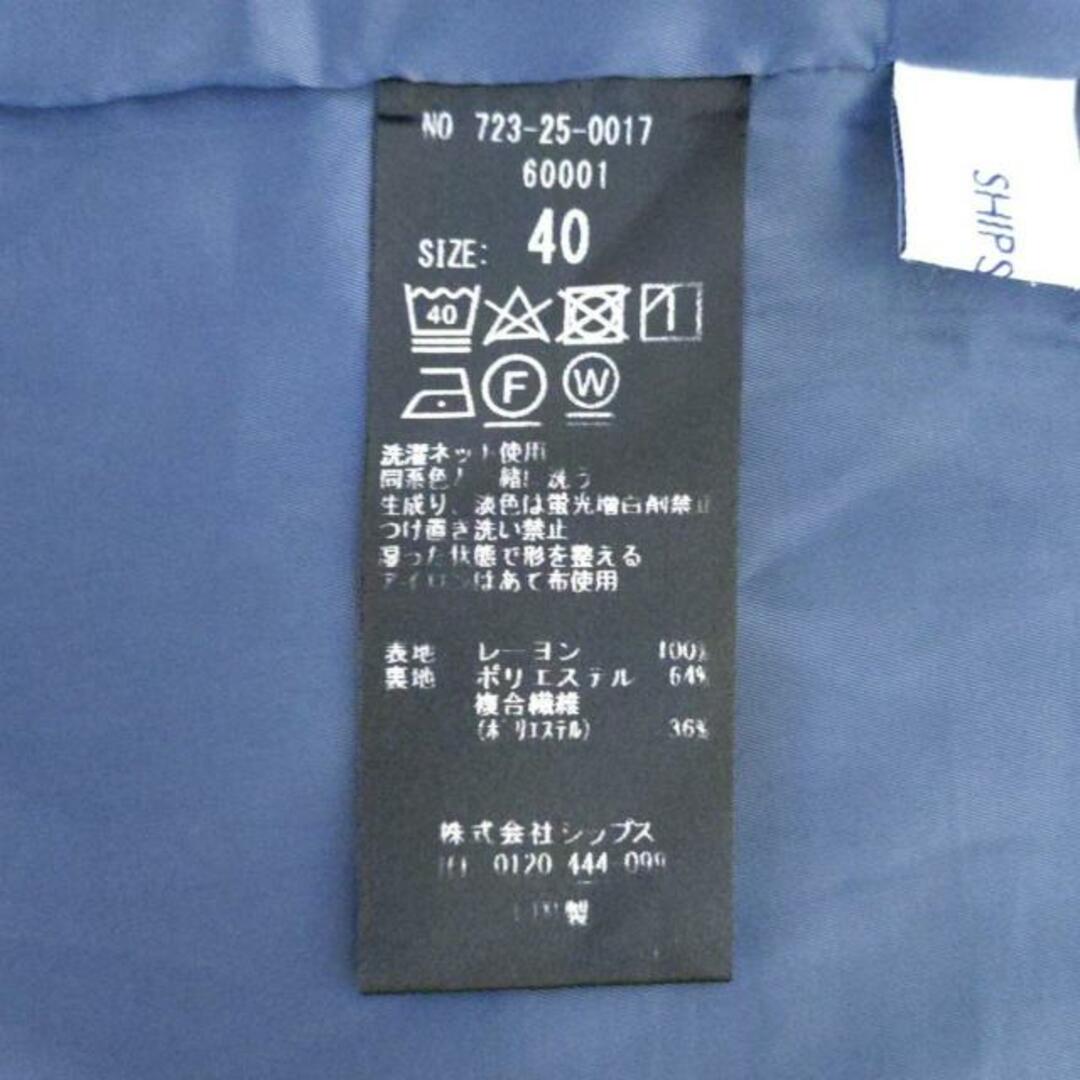 NO 723-25-0017
60001
SIZE: 40
40
F W
洗濯ネット使用
同系色と一緒に洗う
生成り、淡色は蛍光増白剤禁止
つけ置き洗い禁止
湿った状態で形を整える
アイロンはあて布使用
表地 レーヨン 100%
裏地 ポリエステル 64%
複合繊維
(ポリエステル) 36%
株式会社シップス
0120 444 099
製
SHIPS